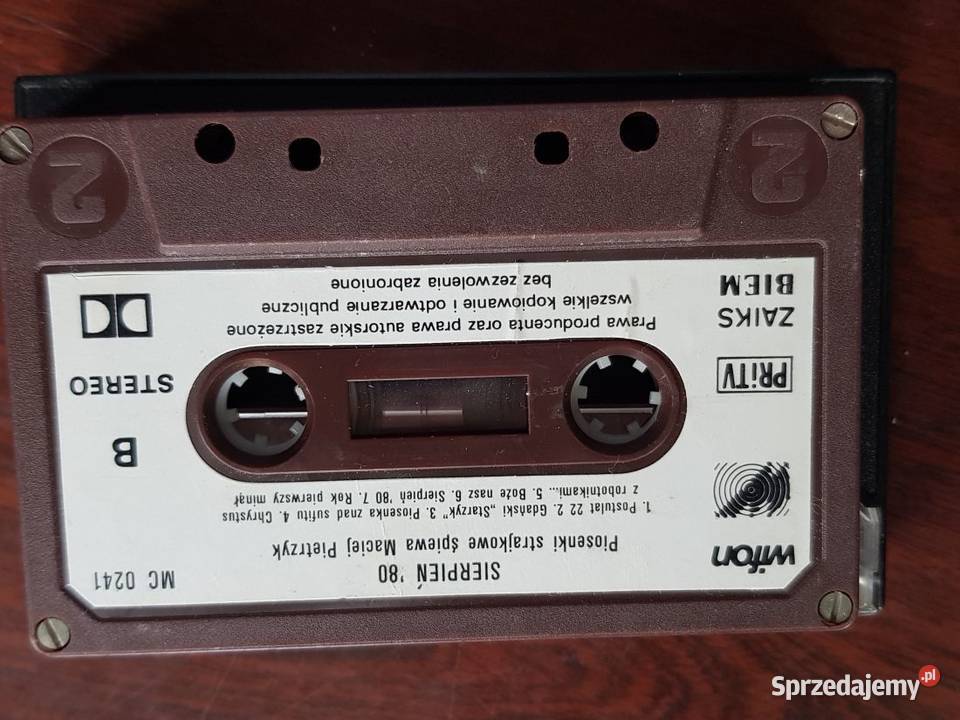 SIERPIEŃ '80
MC 0241
wifon
Piosenki strajkowe śpiewa Maciej Pietrzyk
1. Postulat 22 2. Gdański „Starzyk" 3. Piosenka znad sufitu 4. Chrystus
z robotnikami... 5. Boże nasz 6. Sierpień '80 7. Rok pierwszy minął
B
PRiTV
STEREO
ZAIKS
BIEM
Prawa producenta oraz prawa autorskie zastrzeżone
wszelkie kopiowanie i odtwarzanie publiczne
bez zezwolenia zabronione
2
2
Sprzedajemy.pl